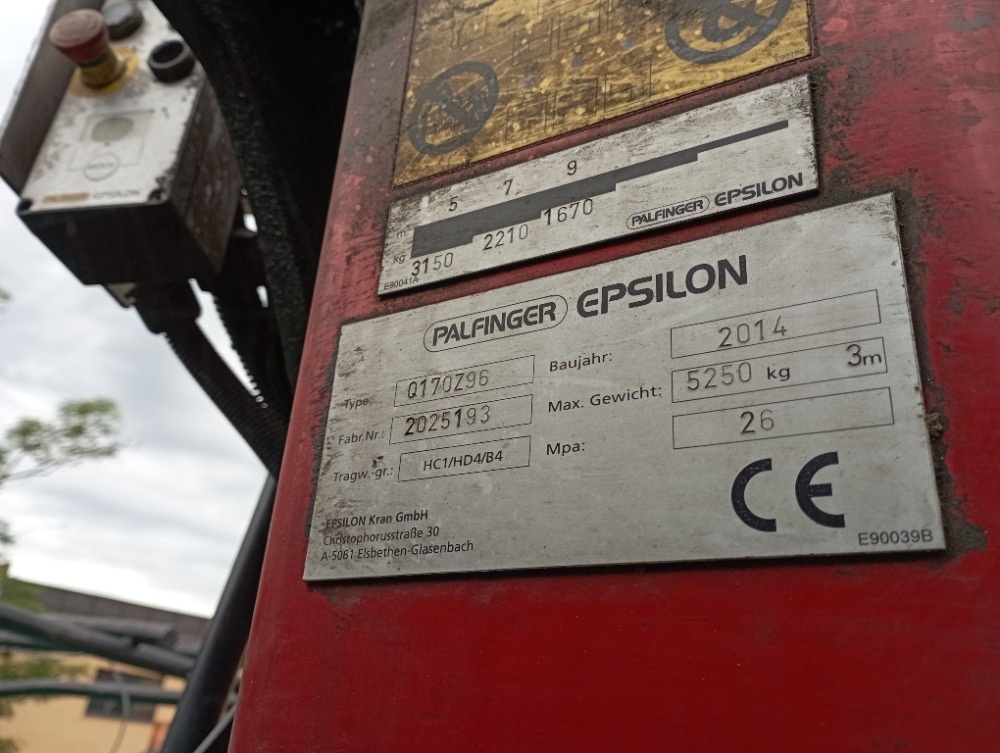 m 5 7 9
kg 3150 2210 1670
E90041A
PALFINGER EPSILON
PALFINGER EPSILON
Type: Q170Z96
Fabr.Nr.: 2025193
Tragw.-gr.: HC1/HD4/B4
Baujahr: 2014
Max. Gewicht: 5250 kg 3m
Mpa: 26
EPSILON Kran GmbH
Christophorusstraße 30
A-5061 Elsbethen-Glasenbach
CE
E90039B